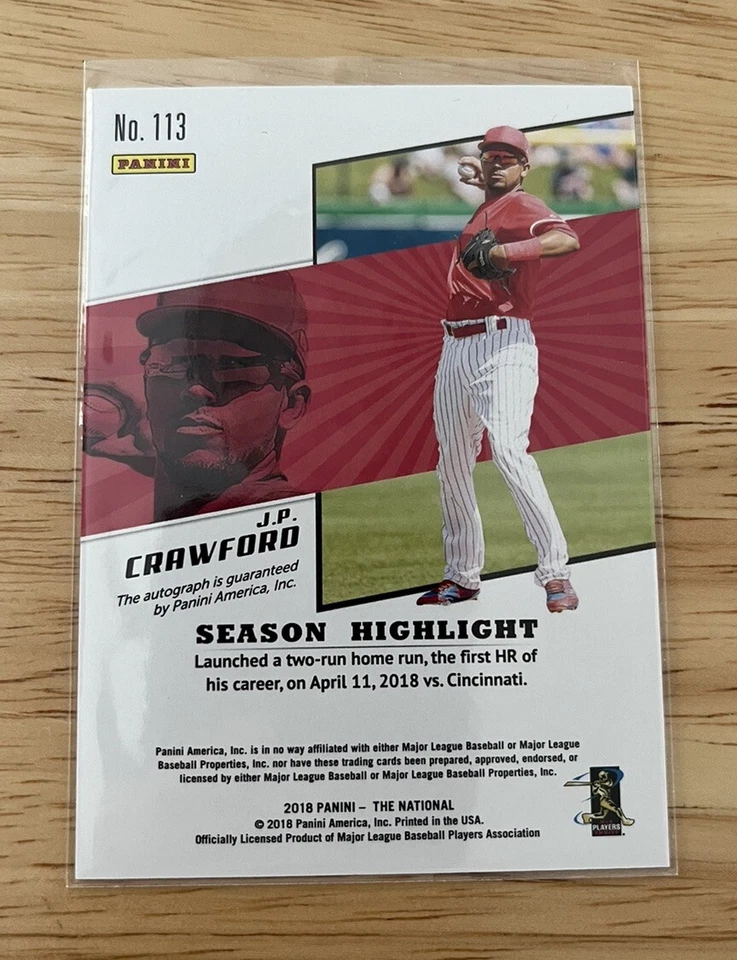 No. 113
PANINI
J.P.
CRAWFORD
The autograph is guaranteed
by Panini America, Inc.
SEASON HIGHLIGHT
Launched a two-run home run, the first HR of
his career, on April 11, 2018 vs. Cincinnati.
Panini America, Inc. is in no way affiliated with either Major League Baseball or Major League
Baseball Properties, Inc. nor have these trading cards been prepared, approved, endorsed, or
licensed by either Major League Baseball or Major League Baseball Properties, Inc.
2018 PANINI – THE NATIONAL
© 2018 Panini America, Inc. Printed in the USA.
Officially Licensed Product of Major League Baseball Players Association
PLAYERS